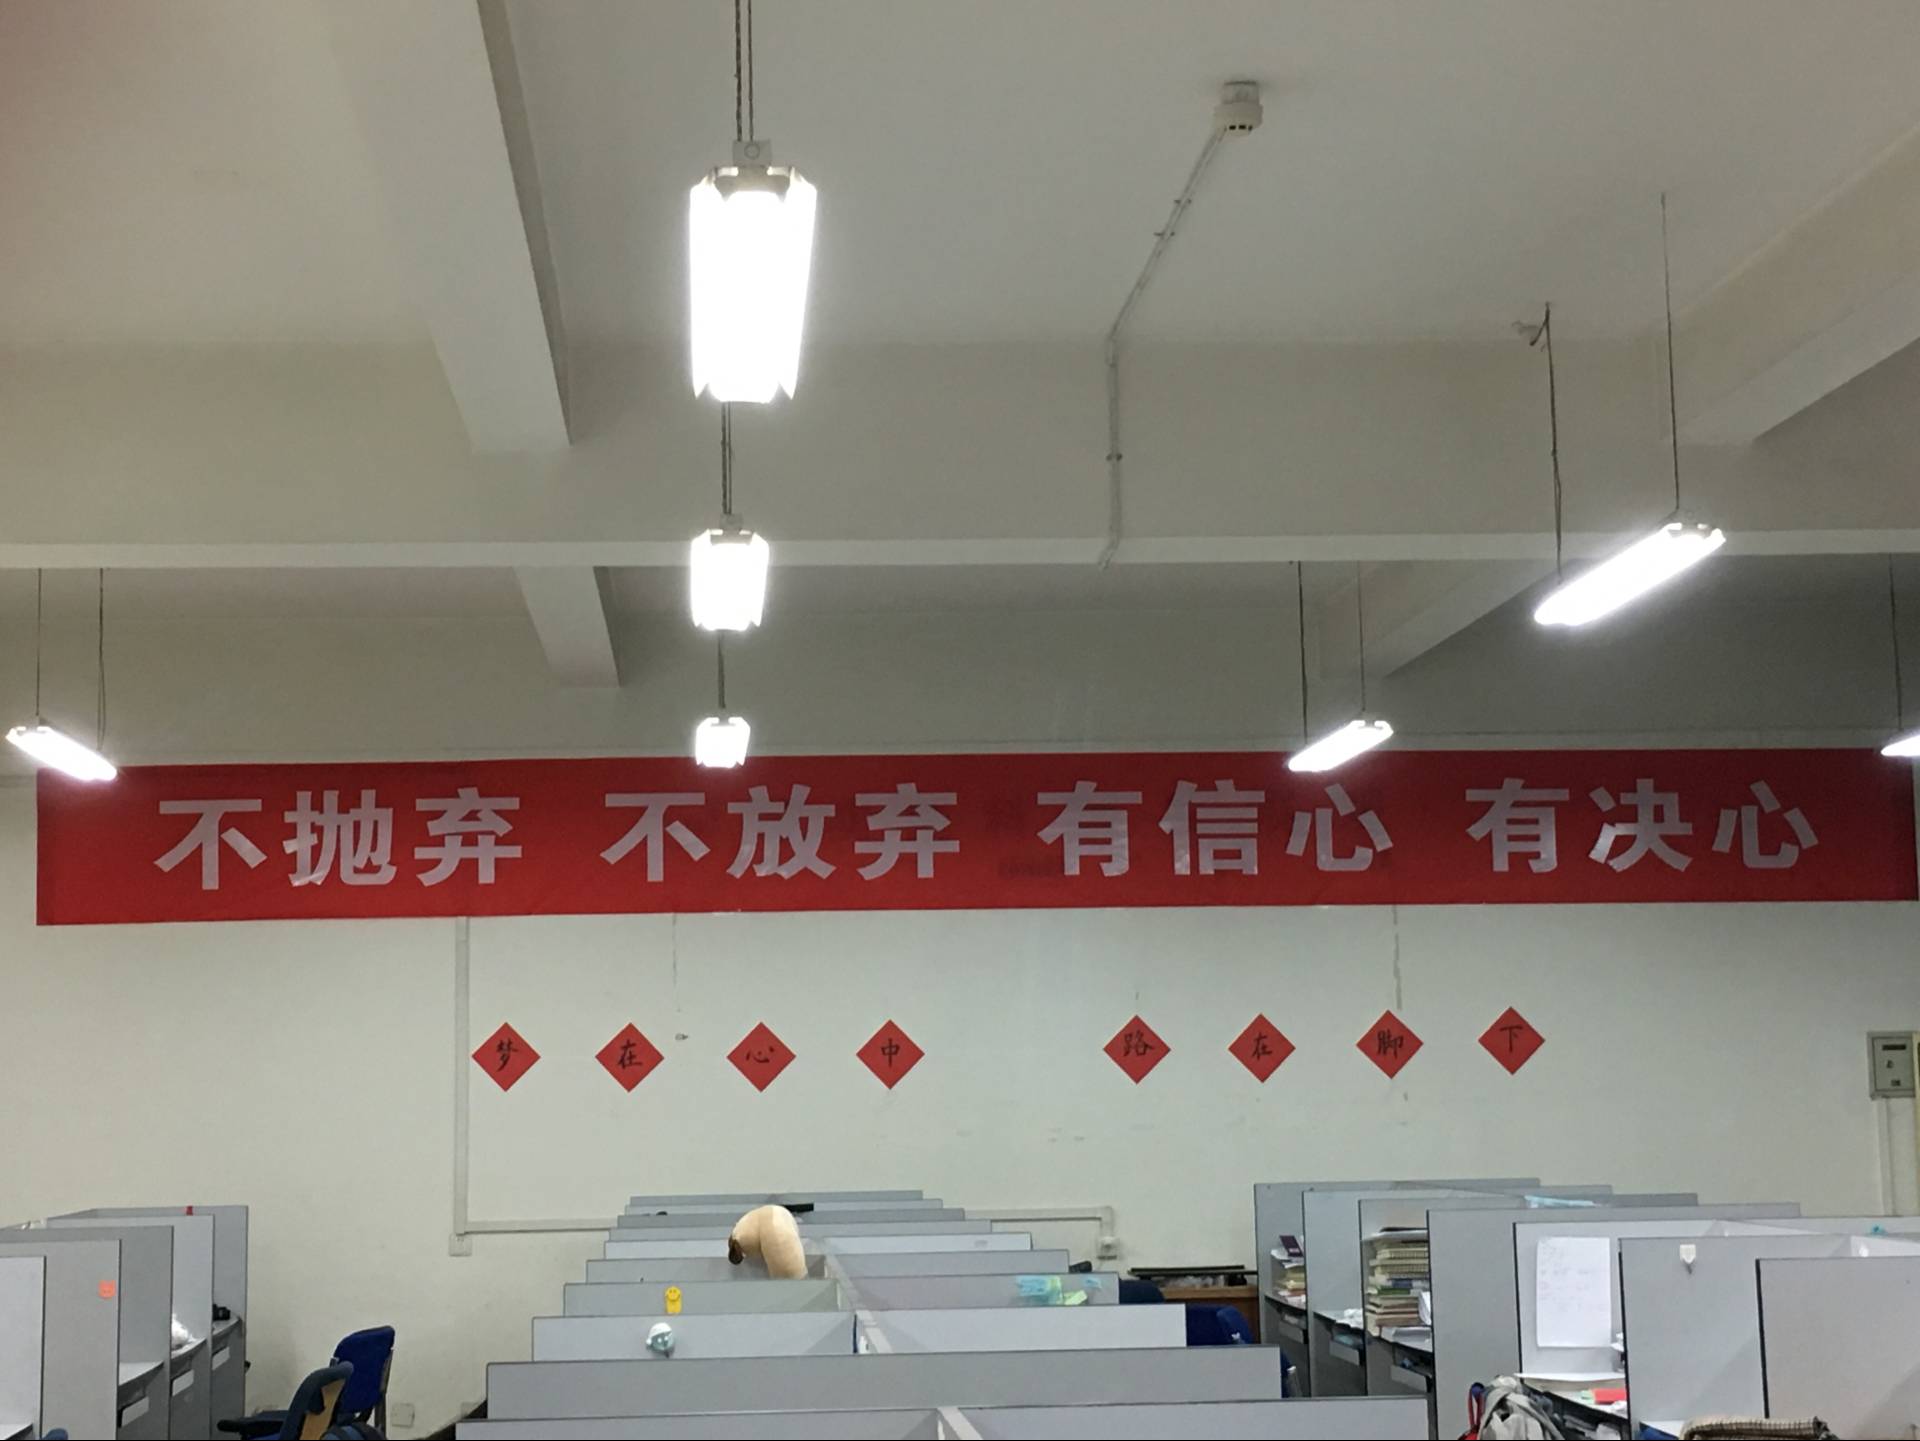 不抛弃 不放弃 有信心 有决心
梦在心中 路在脚下